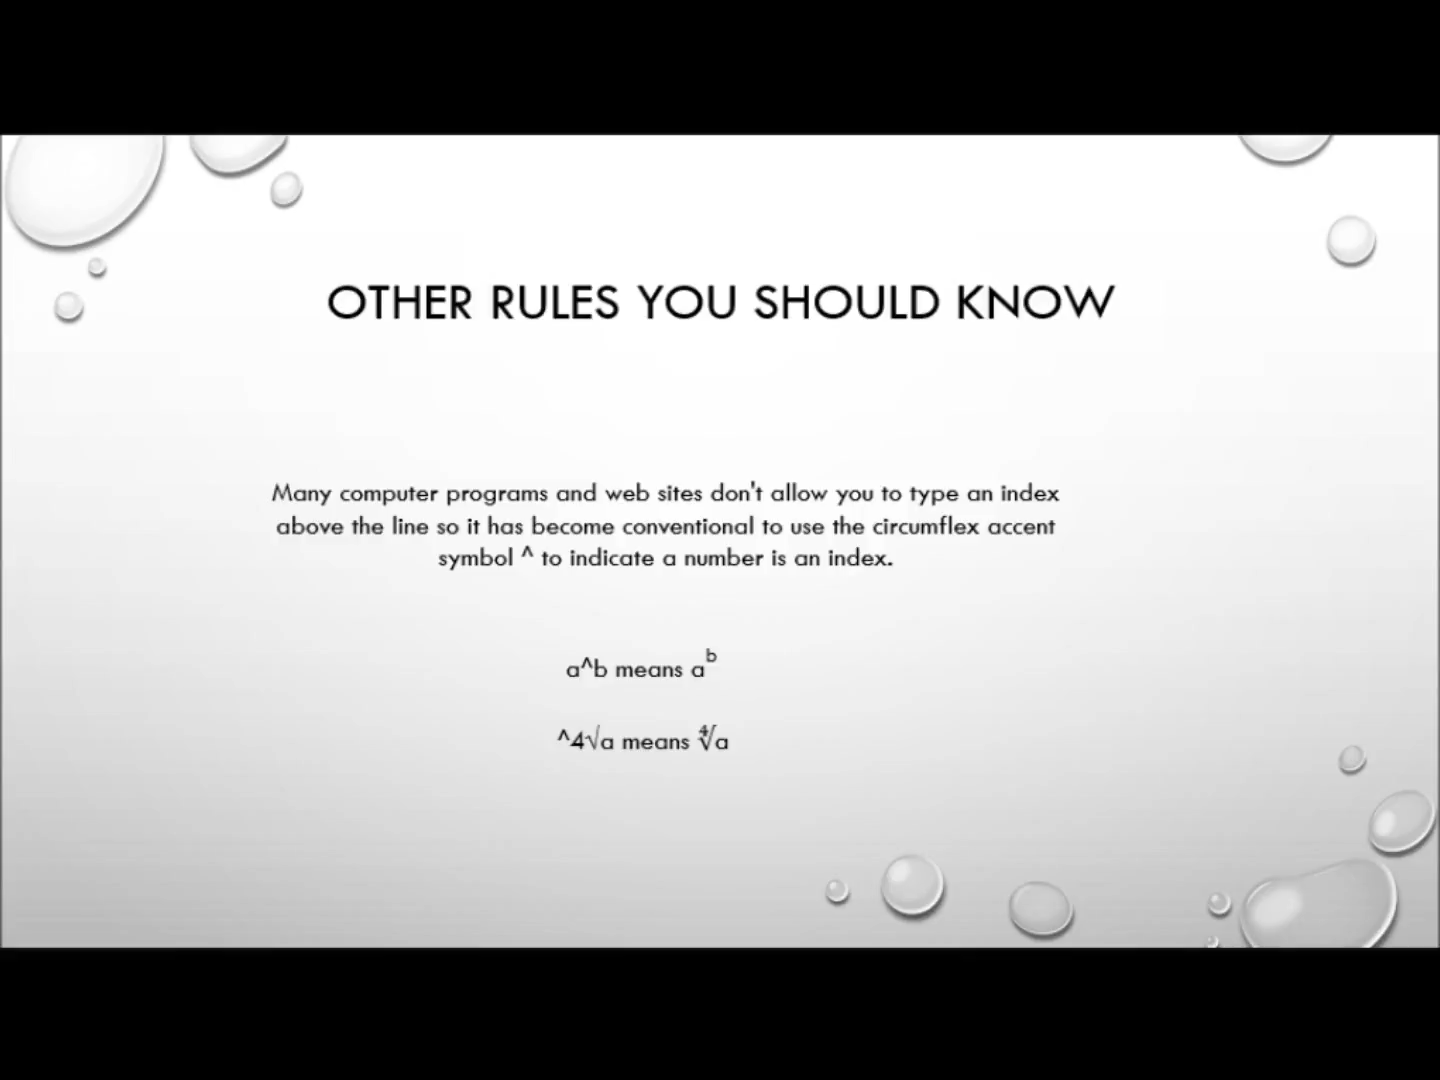 OTHER RULES YOU SHOULD KNOW
Many computer programs and web sites don't allow you to type an index
above the line so it has become conventional to use the circumflex accent
symbol ^ to indicate a number is an index.
a^b means aᵇ
^4√a means ∜a